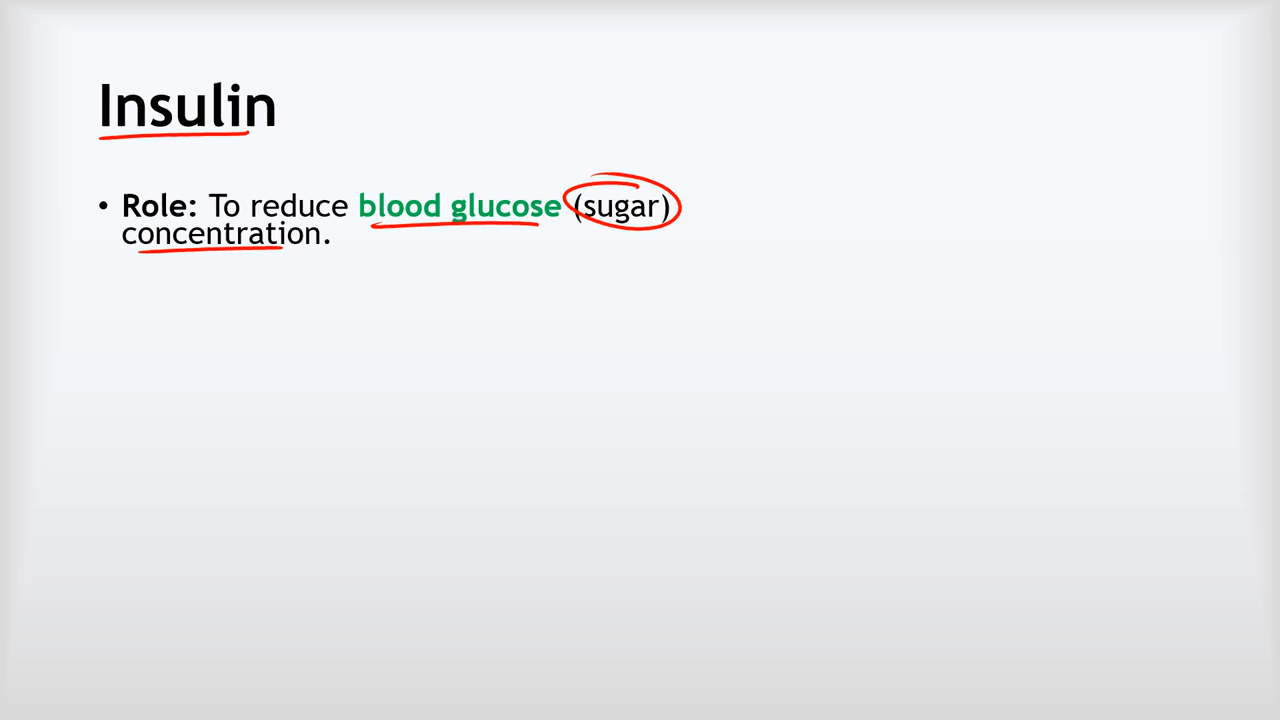 Insulin
• Role: To reduce blood glucose (sugar)
concentration.